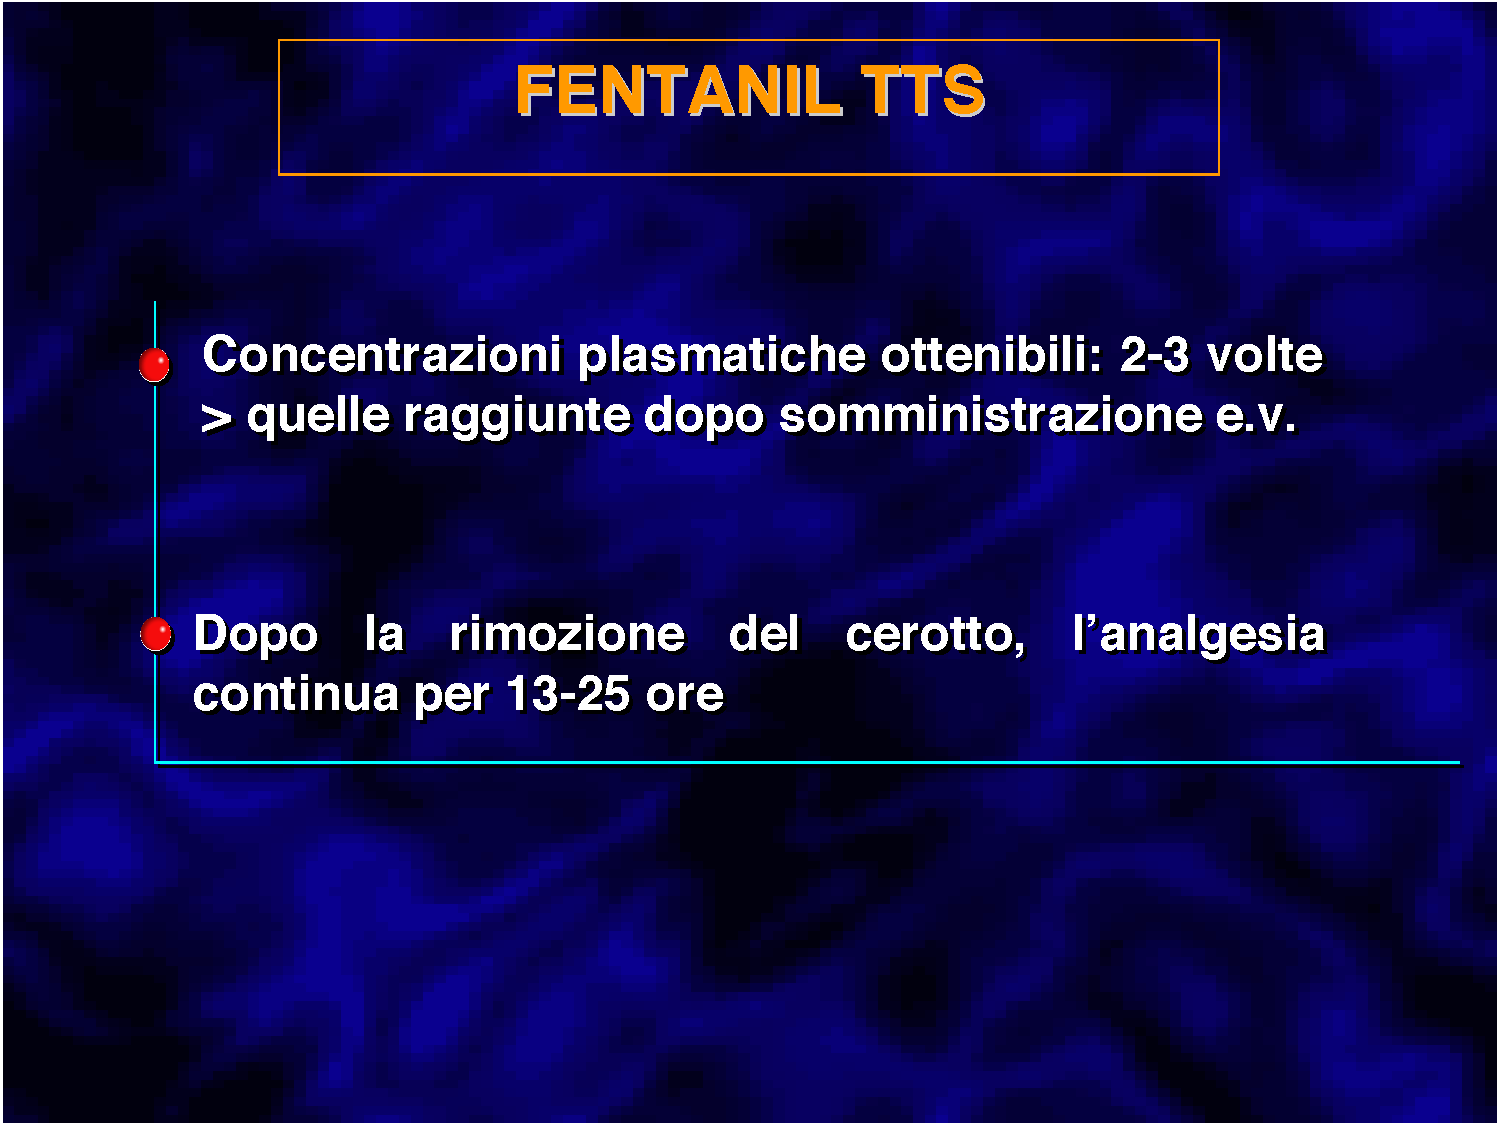 FENTANIL TTS
Concentrazioni plasmatiche ottenibili: 2-3 volte
> quelle raggiunte dopo somministrazione e.v.
Dopo la rimozione del cerotto, l’analgesia
continua per 13-25 ore